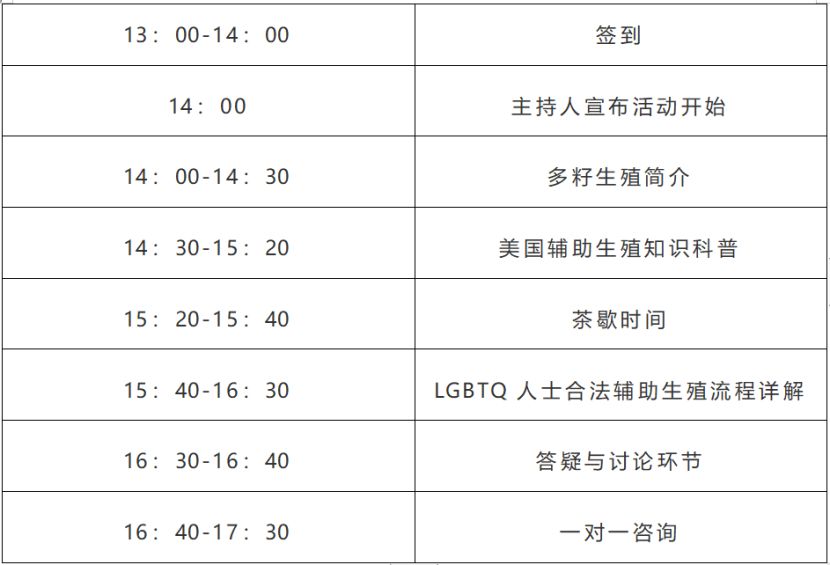 13：00-14：00 签到
14：00 主持人宣布活动开始
14：00-14：30 多籽生殖简介
14：30-15：20 美国辅助生殖知识科普
15：20-15：40 茶歇时间
15：40-16：30 LGBTQ 人士合法辅助生殖流程详解
16：30-16：40 答疑与讨论环节
16：40-17：30 一对一咨询